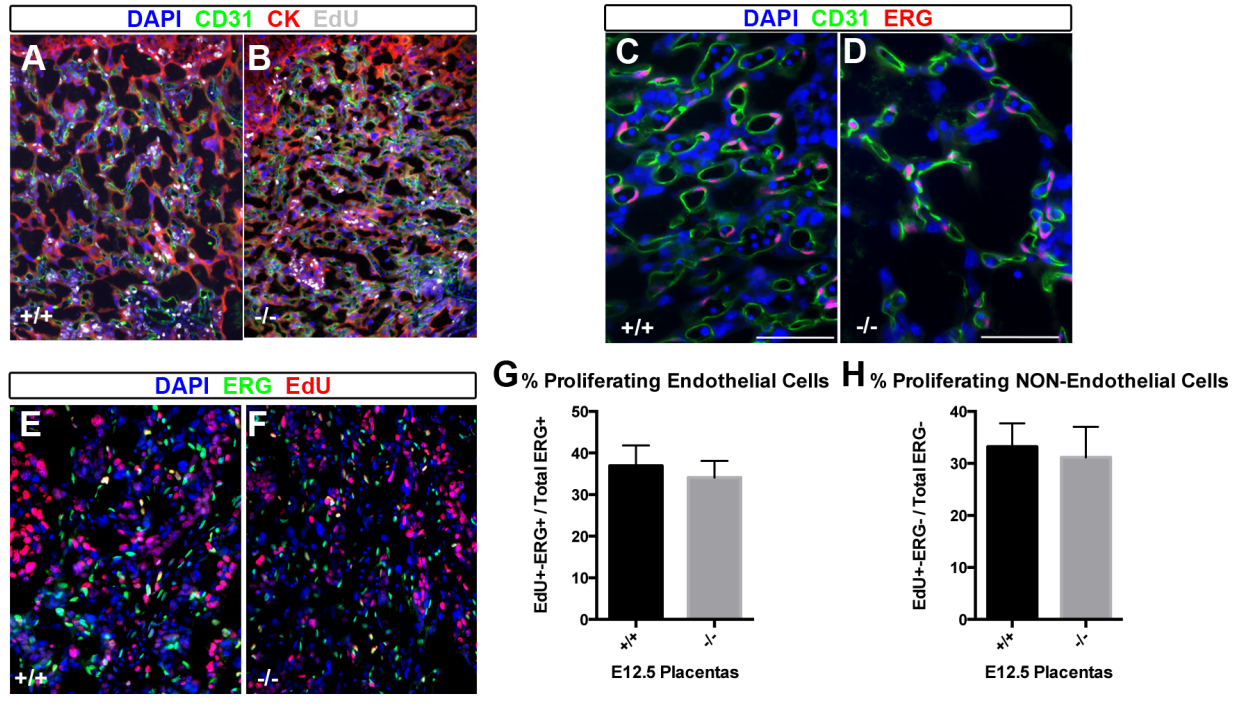 DAPI CD31 CK EdU
A
B
+/+
-/-
DAPI CD31 ERG
C
D
+/+
-/-
DAPI ERG EdU
E
F
+/+
-/-
G % Proliferating Endothelial Cells
EdU+-ERG+ / Total ERG+
50
40
30
20
10
0
+/+
-/-
E12.5 Placentas
H % Proliferating NON-Endothelial Cells
EdU+-ERG- / Total ERG-
40
30
20
10
0
+/+
-/-
E12.5 Placentas